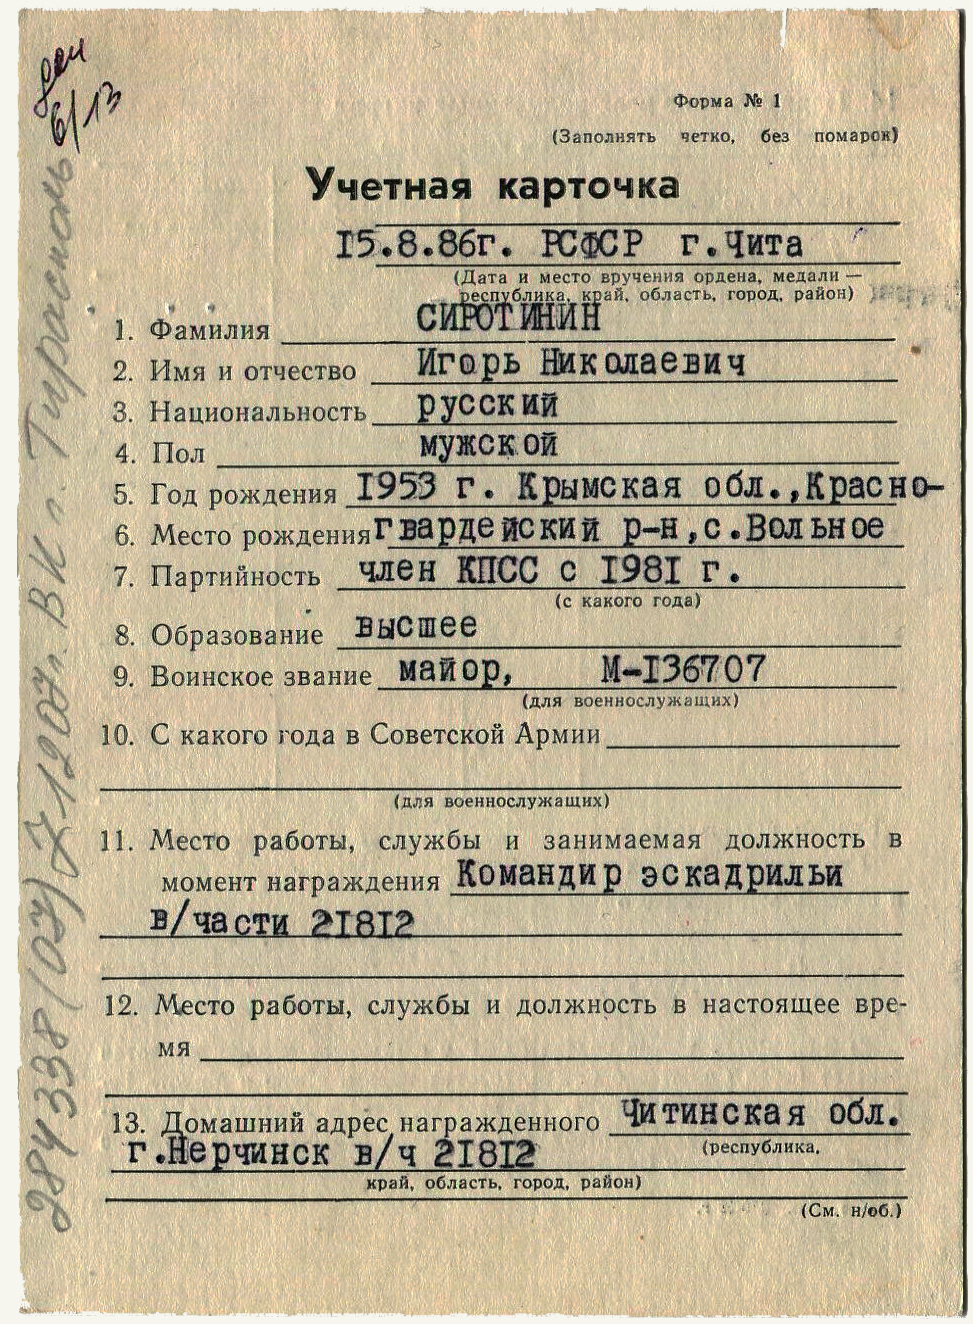 6/13
Форма № 1
(Заполнять четко, без помарок)
Учетная карточка
15.8.86г. РСФСР г.Чита
(Дата и место вручения ордена, медали —
республика, край, область, город, район)
1. Фамилия СИРОТИНИН
2. Имя и отчество Игорь Николаевич
3. Национальность русский
4. Пол мужской
5. Год рождения 1953 г. Крымская обл.,Красно-
6. Место рождения гвардейский р-н,с.Вольное
7. Партийность член КПСС с 1981 г.
(с какого года)
8. Образование высшее
9. Воинское звание майор, М-136707
(для военнослужащих)
10. С какого года в Советской Армии
(для военнослужащих)
11. Место работы, службы и занимаемая должность в
момент награждения Командир эскадрильи
в/части 21812
12. Место работы, службы и должность в настоящее вре-
мя
13. Домашний адрес награжденного Читинская обл.
(республика,
г.Нерчинск в/ч 21812
край, область, город, район)
(См. н/об.)
ВК г. Тирасполь